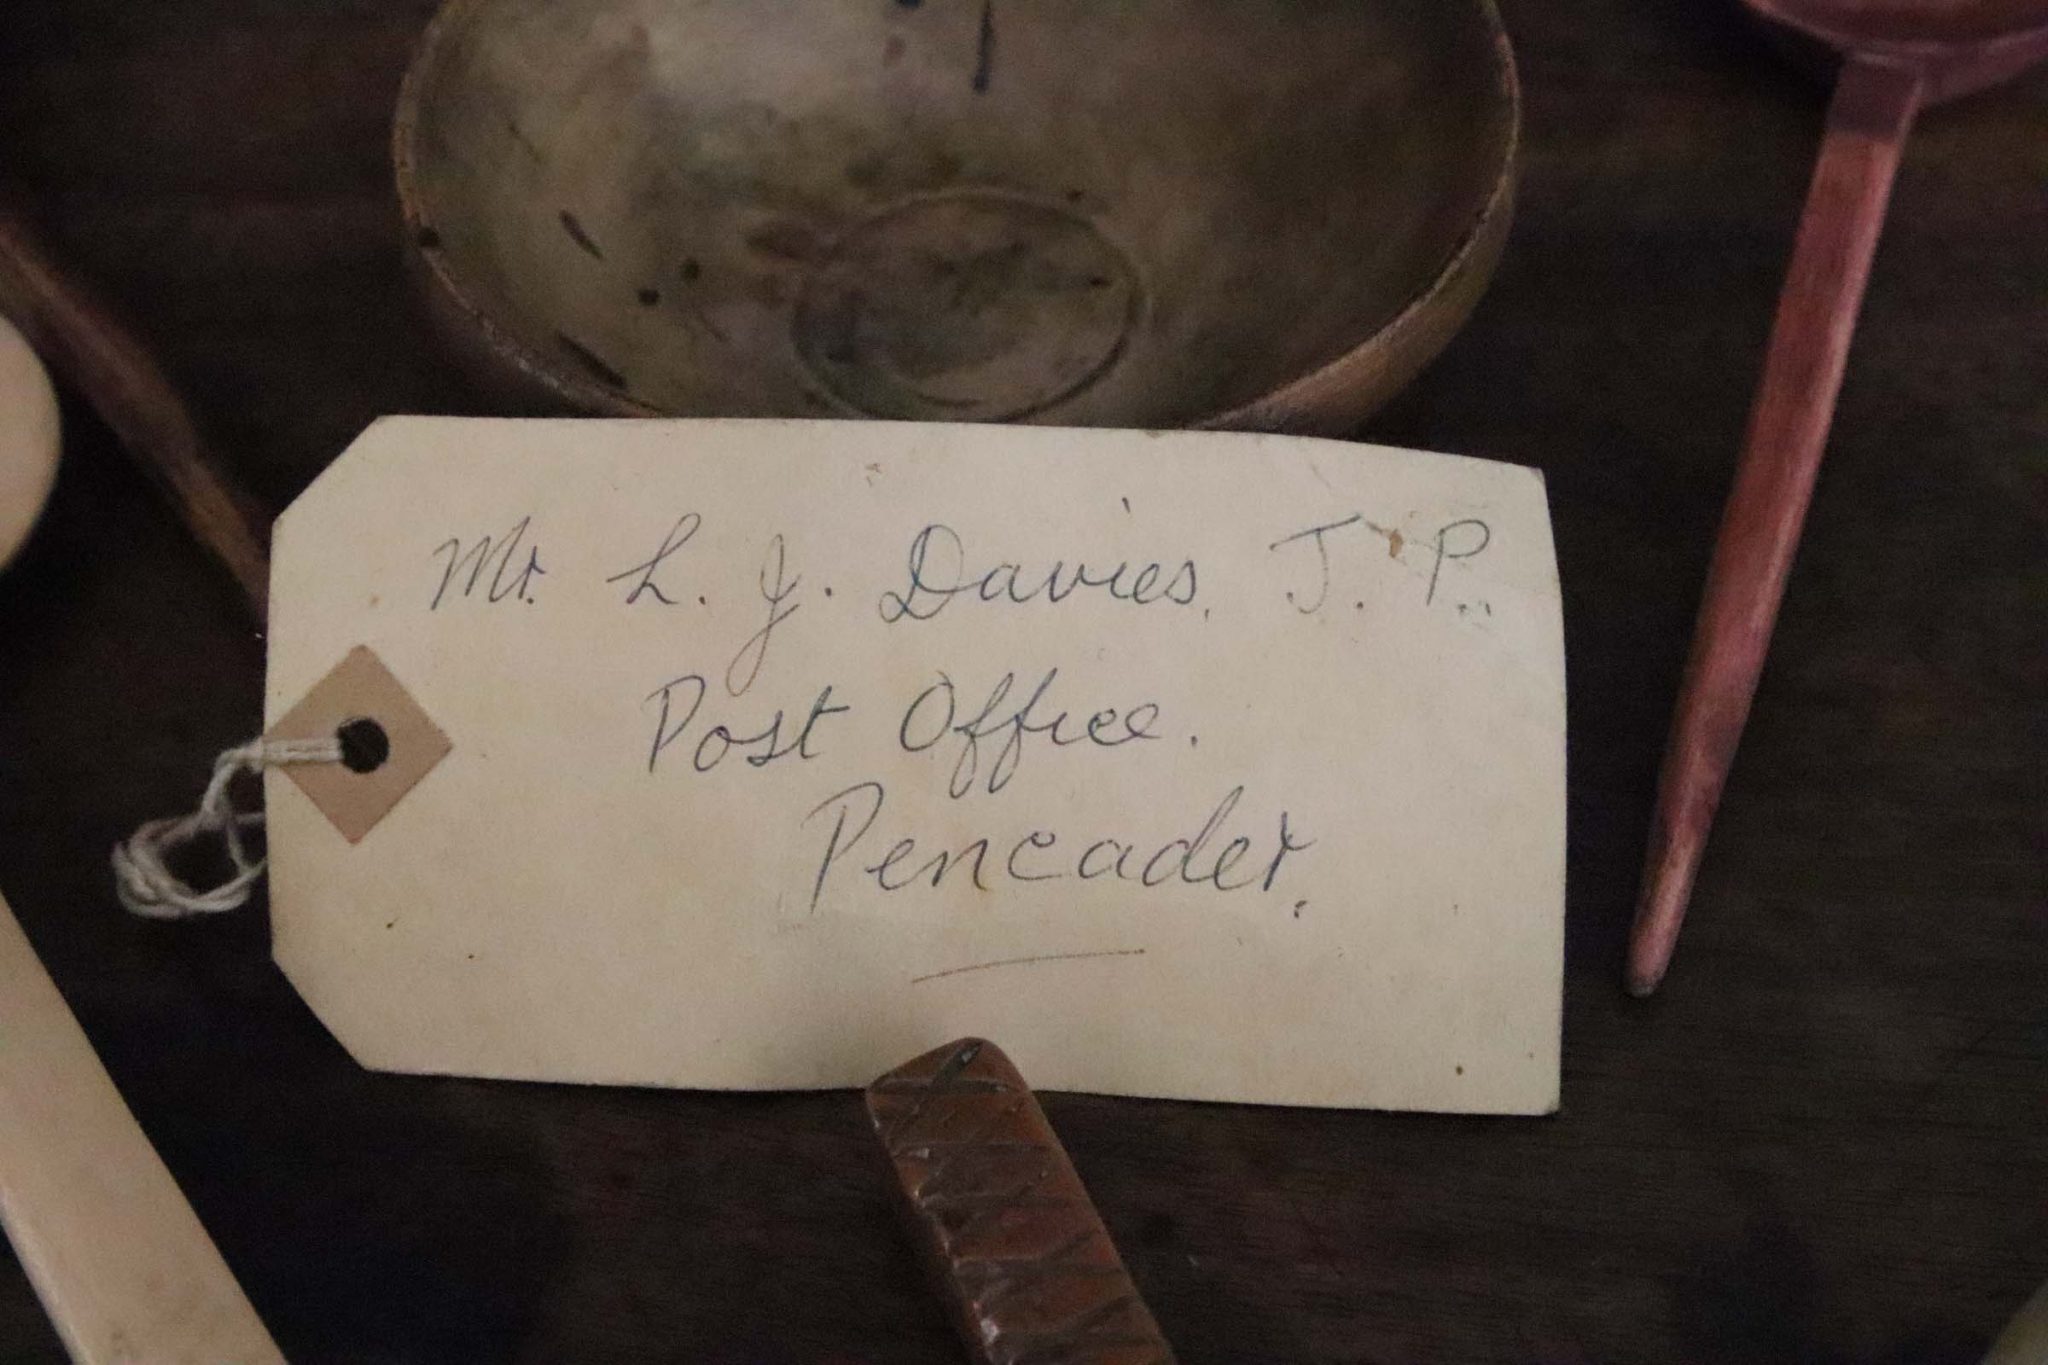 Mr. L. J. Davies. J. P.
Post Office.
Pencader.